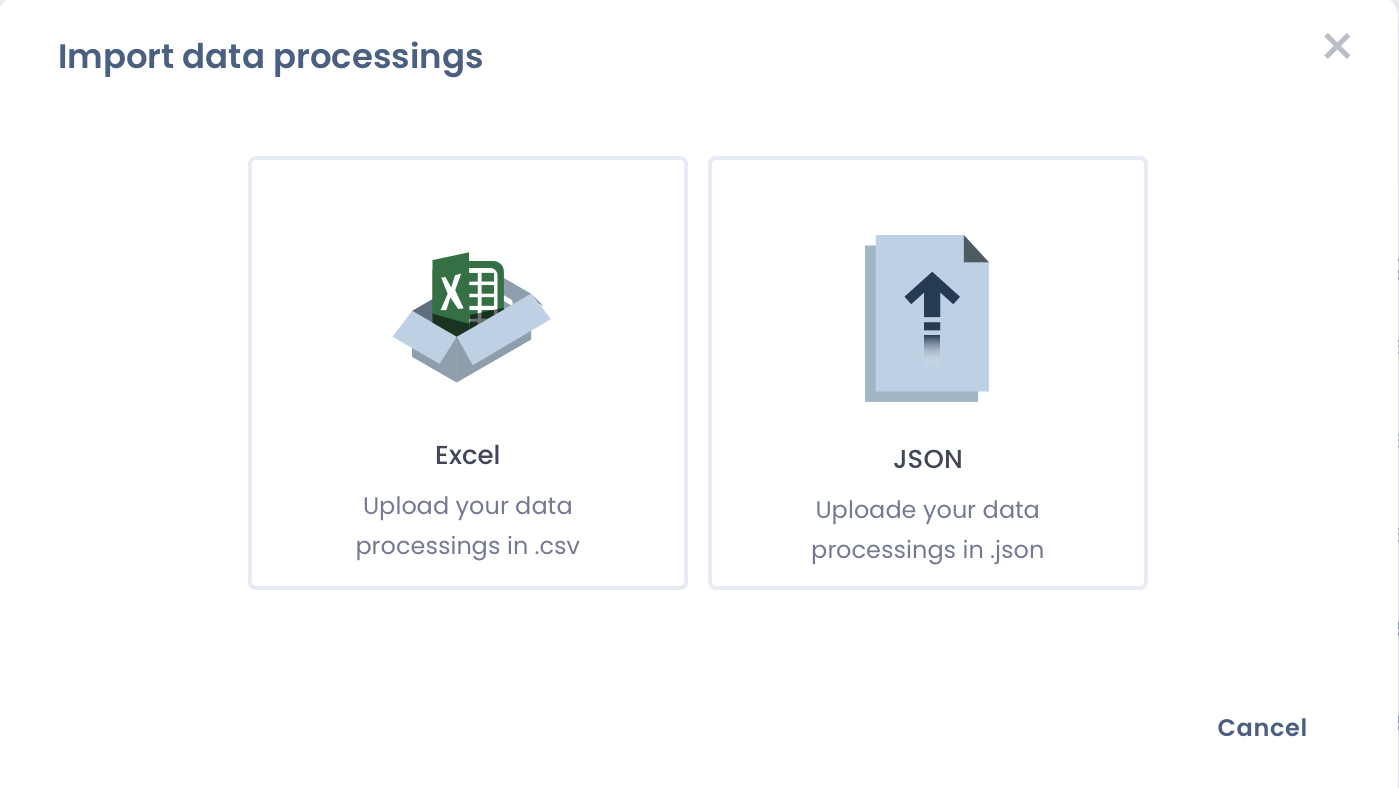 Import data processings
Excel
Upload your data
processings in .csv
JSON
Uploade your data
processings in .json
Cancel